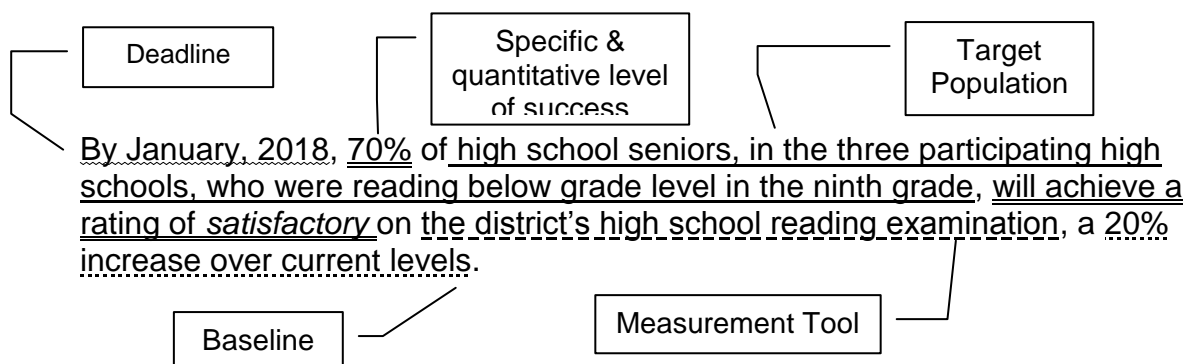 Deadline
Specific &
quantitative level
of success
Target
Population
By January, 2018, 70% of high school seniors, in the three participating high
schools, who were reading below grade level in the ninth grade, will achieve a
rating of satisfactory on the district’s high school reading examination, a 20%
increase over current levels.
Baseline
Measurement Tool